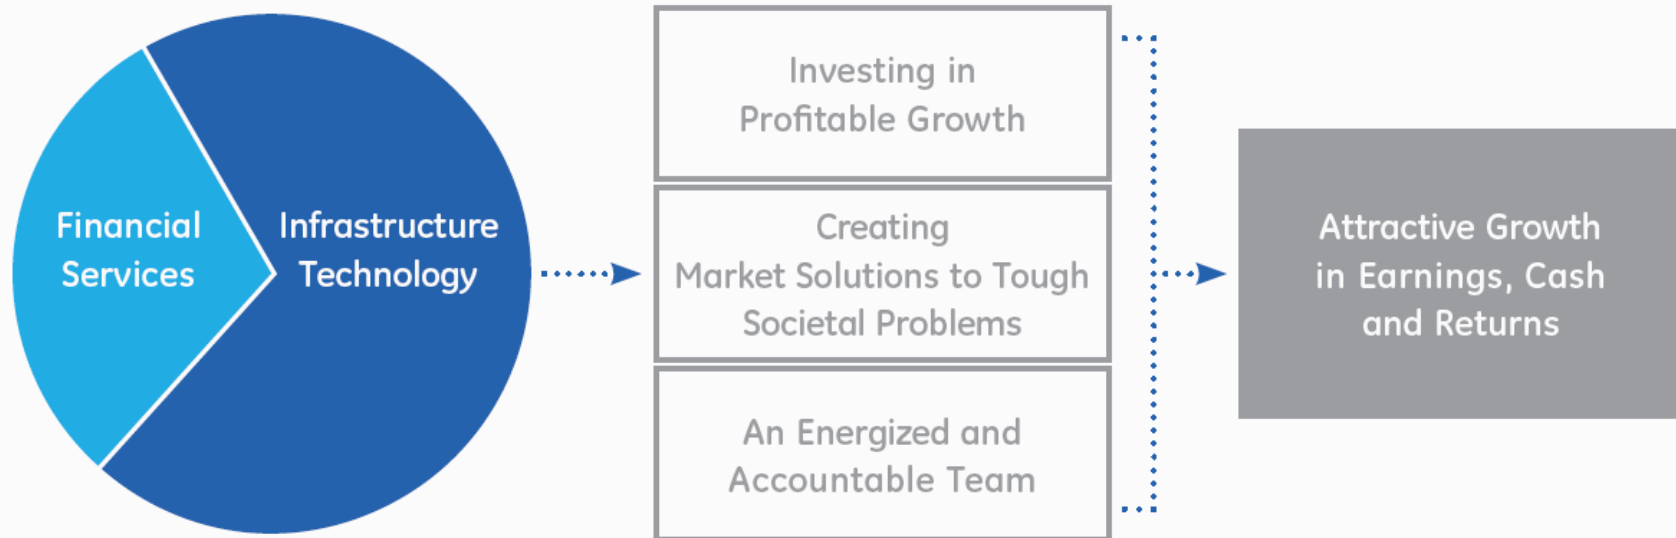 Financial
Services
Infrastructure
Technology
Investing in
Profitable Growth
Creating
Market Solutions to Tough
Societal Problems
An Energized and
Accountable Team
Attractive Growth
in Earnings, Cash
and Returns